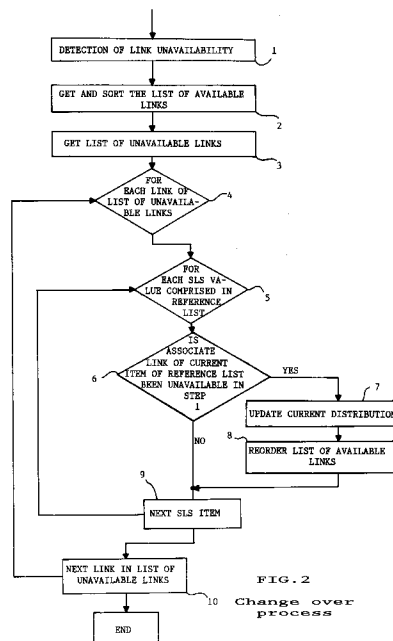 DETECTION OF LINK UNAVAILABILITY
1
GET AND SORT THE LIST OF AVAILABLE
LINKS
2
GET LIST OF UNAVAILABLE LINKS
3
FOR
EACH LINK OF
LIST OF UNAVAILA-
BLE LINKS
4
FOR
EACH SLS VA-
LUE COMPRISED IN
REFERENCE
LIST
5
IS
ASSOCIATE
LINK OF CURRENT
ITEM OF REFERENCE LIST
BEEN UNAVAILABLE IN
STEP
1
6
YES
7
UPDATE CURRENT DISTRIBUTION
8
REORDER LIST OF AVAILABLE
LINKS
NO
9
NEXT SLS ITEM
NEXT LINK IN LIST OF
UNAVAILABLE LINKS
10
END
FIG.2
Change over
process